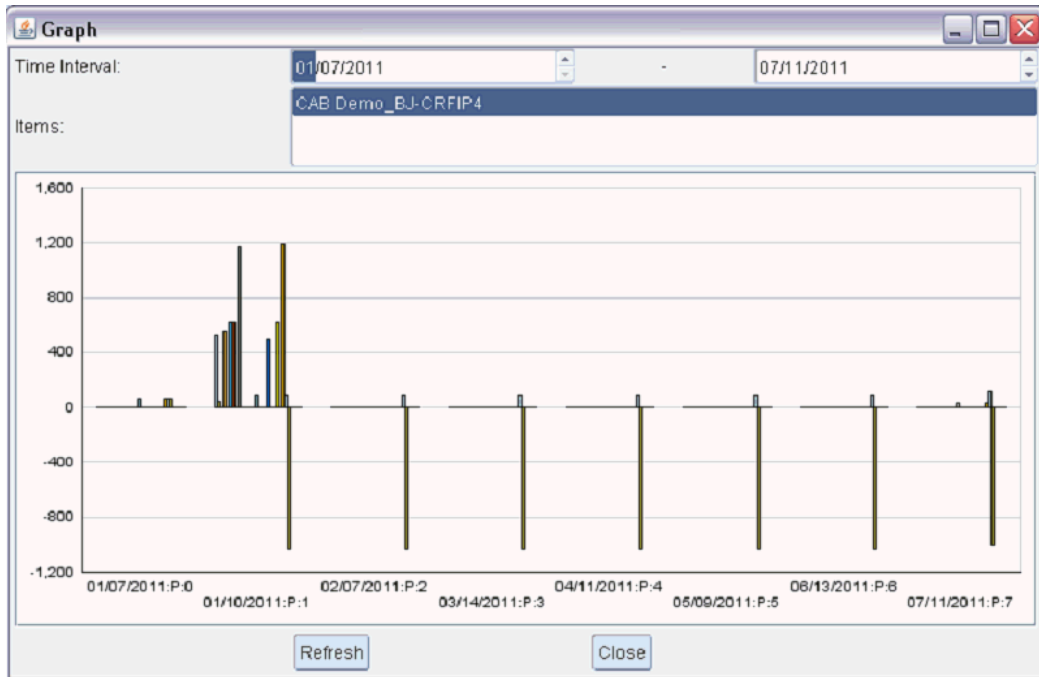 Graph
Time Interval: 01/07/2011 - 07/11/2011
CAB Demo_BJ-CRFIP4
Items:
1,600
1,200
800
400
0
-400
-800
-1,200
01/07/2011:P:0 02/07/2011:P:2 04/11/2011:P:4 06/13/2011:P:6
01/10/2011:P:1 03/14/2011:P:3 05/09/2011:P:5 07/11/2011:P:7
Refresh Close